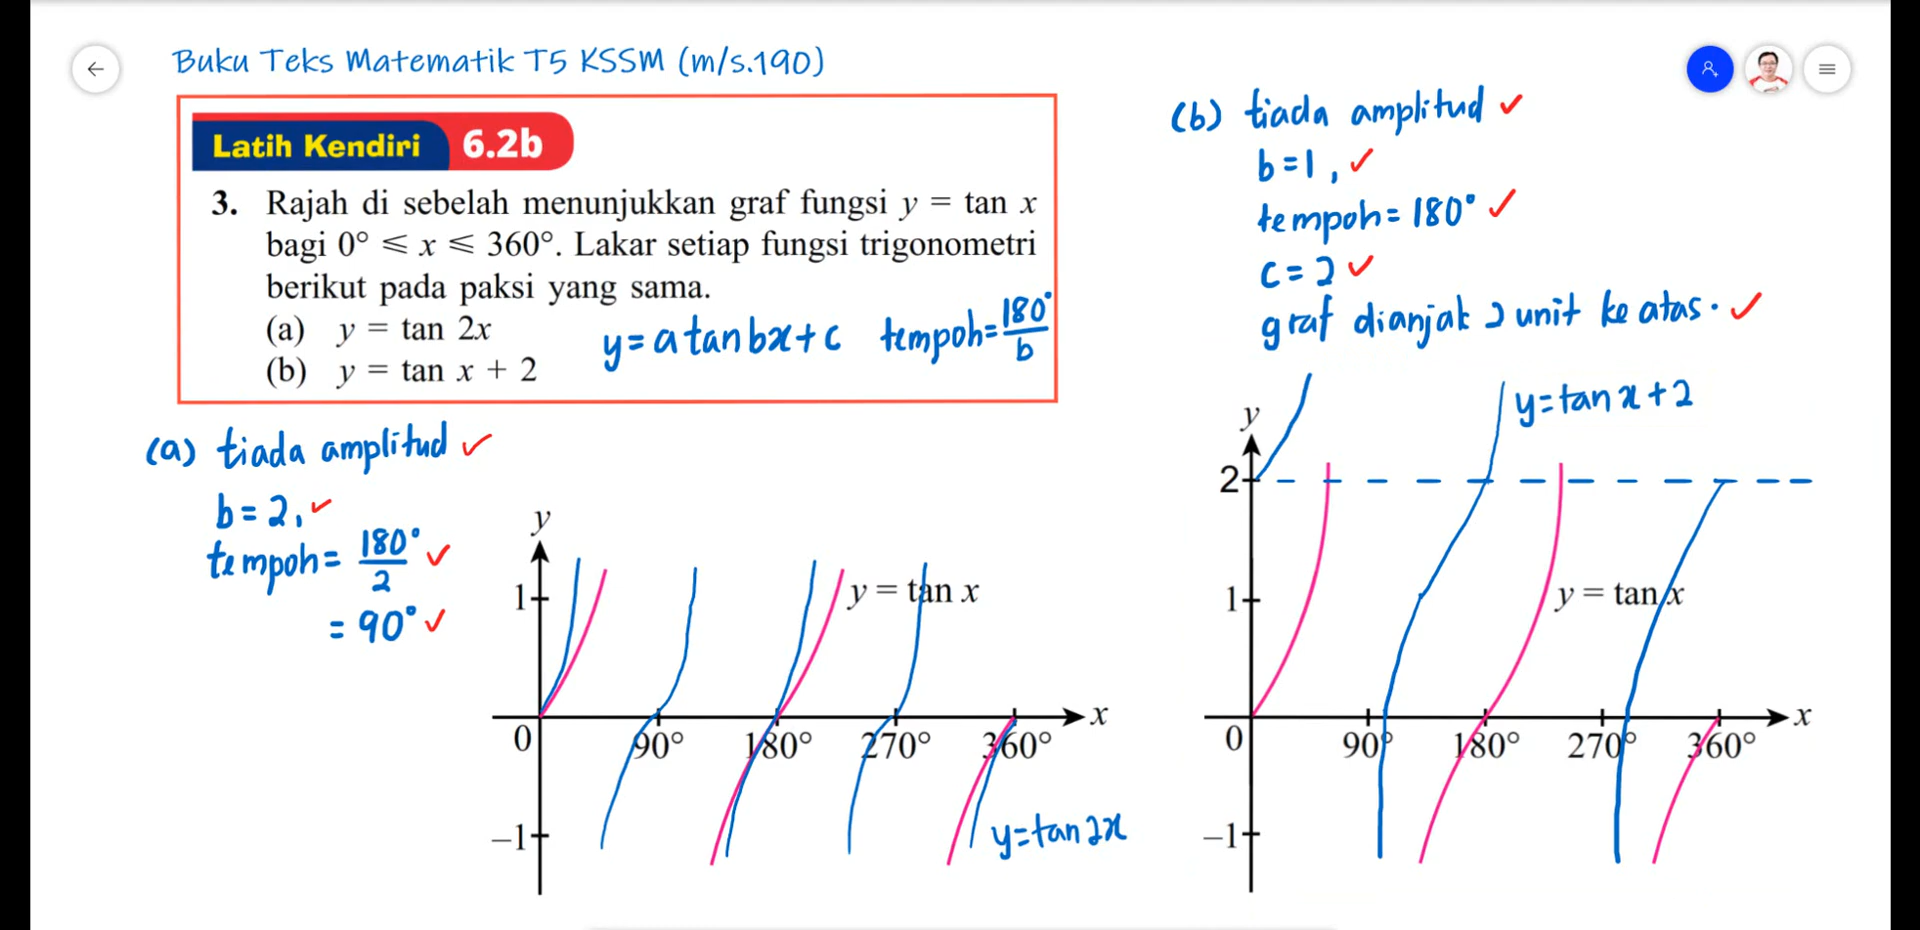 Buku Teks Matematik T5 KSSM (m/s.190)
Latih Kendiri 6.2b
3. Rajah di sebelah menunjukkan graf fungsi y = tan x
bagi 0° ⩽ x ⩽ 360°. Lakar setiap fungsi trigonometri
berikut pada paksi yang sama.
(a) y = tan 2x
(b) y = tan x + 2
y = a tan bx + c tempoh = 180°/b
(a) tiada amplitud ✓
b = 2, ✓
tempoh = 180°/2 ✓
= 90° ✓
y
1
y = tan x
0 90° 180° 270° 360° x
-1
y = tan 2x
(b) tiada amplitud ✓
b = 1, ✓
tempoh = 180° ✓
c = 2 ✓
graf dianjak 2 unit ke atas. ✓
y
y = tan x + 2
2
1
y = tan x
0 90° 180° 270° 360° x
-1